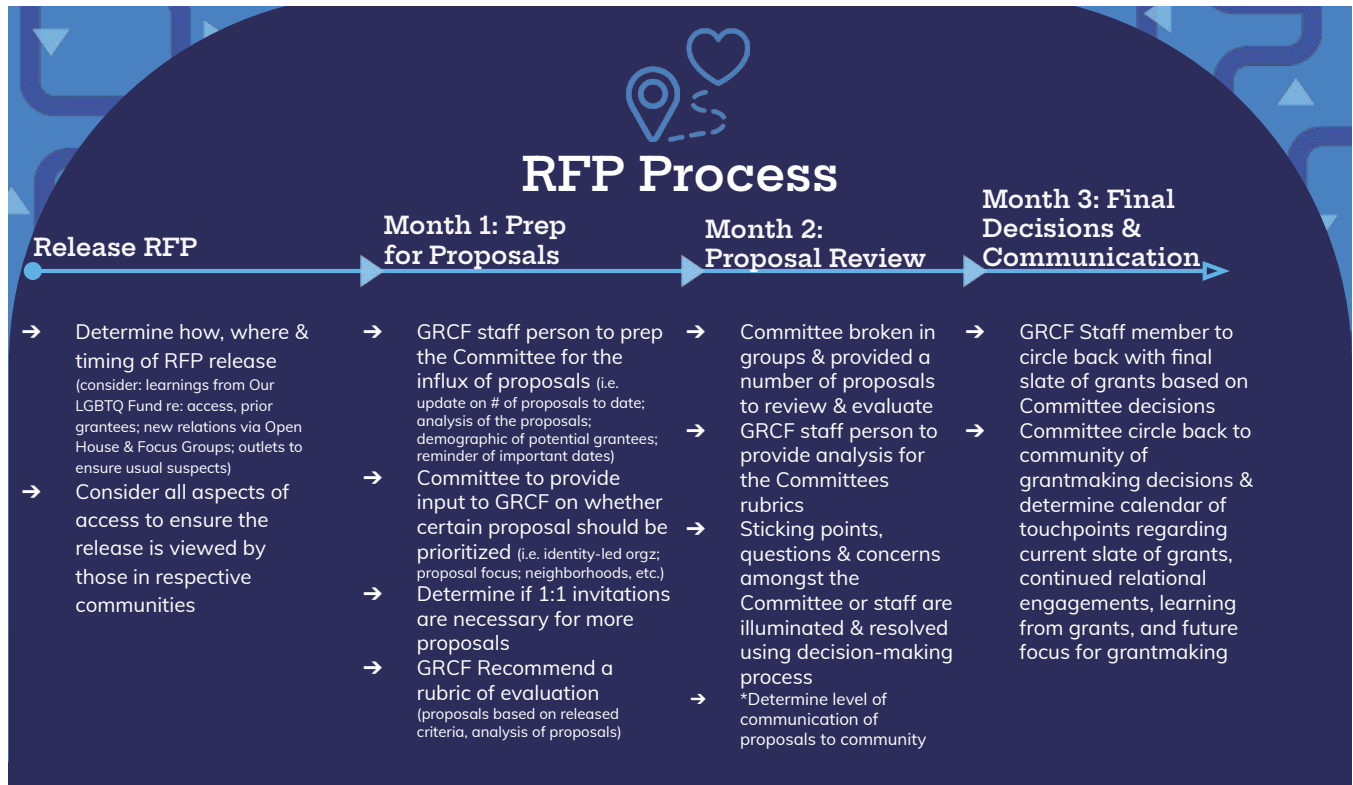 RFP Process
Release RFP
➔ Determine how, where &
timing of RFP release
(consider: learnings from Our
LGBTQ Fund re: access, prior
grantees; new relations via Open
House & Focus Groups; outlets to
ensure usual suspects)
➔ Consider all aspects of
access to ensure the
release is viewed by
those in respective
communities
Month 1: Prep
for Proposals
➔ GRCF staff person to prep
the Committee for the
influx of proposals (i.e.
update on # of proposals to date;
analysis of the proposals;
demographic of potential grantees;
reminder of important dates)
➔ Committee to provide
input to GRCF on whether
certain proposal should be
prioritized (i.e. identity-led orgz;
proposal focus; neighborhoods, etc.)
➔ Determine if 1:1 invitations
are necessary for more
proposals
➔ GRCF Recommend a
rubric of evaluation
(proposals based on released
criteria, analysis of proposals)
Month 2:
Proposal Review
➔ Committee broken in
groups & provided a
number of proposals
to review & evaluate
➔ GRCF staff person to
provide analysis for
the Committees
rubrics
➔ Sticking points,
questions & concerns
amongst the
Committee or staff are
illuminated & resolved
using decision-making
process
➔ *Determine level of
communication of
proposals to community
Month 3: Final
Decisions &
Communication
➔ GRCF Staff member to
circle back with final
slate of grants based on
Committee decisions
➔ Committee circle back to
community of
grantmaking decisions &
determine calendar of
touchpoints regarding
current slate of grants,
continued relational
engagements, learning
from grants, and future
focus for grantmaking